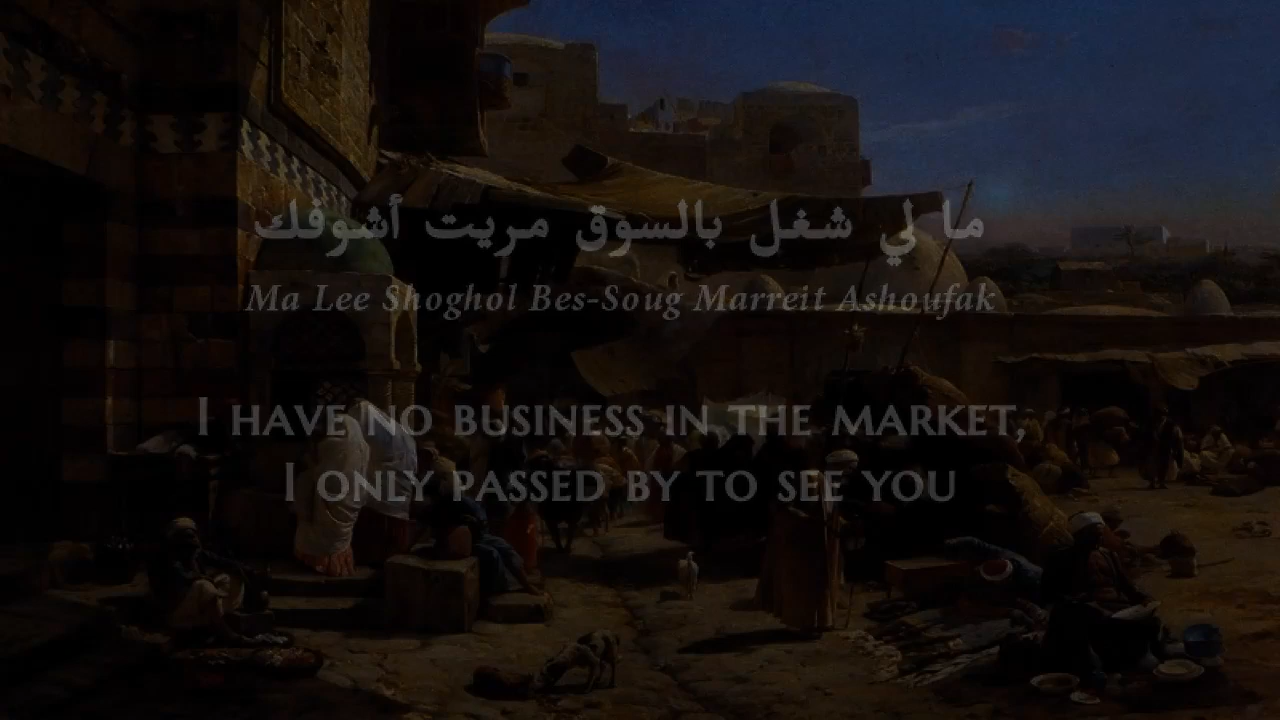 ما لي شغل بالسوق مريت أشوفك
Ma Lee Shoghol Bes-Soug Marreit Ashoufak
I HAVE NO BUSINESS IN THE MARKET,
I ONLY PASSED BY TO SEE YOU